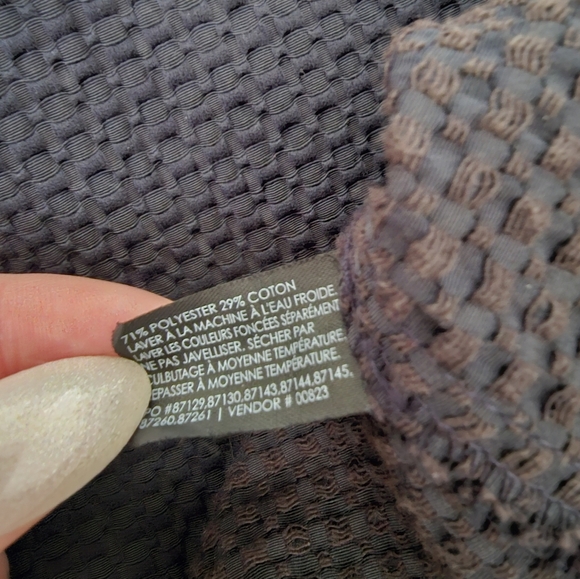 71% POLYESTER 29% COTON
LAVER À LA MACHINE À L'EAU FROIDE
LAVER LES COULEURS FONCÉES SÉPARÉMENT
NE PAS JAVELLISER. SÉCHER PAR
CULBUTAGE À MOYENNE TEMPÉRATURE.
REPASSER À MOYENNE TEMPÉRATURE.
PO #87129,87130,87143,87144,87145,
87260,87261 | VENDOR # 00823